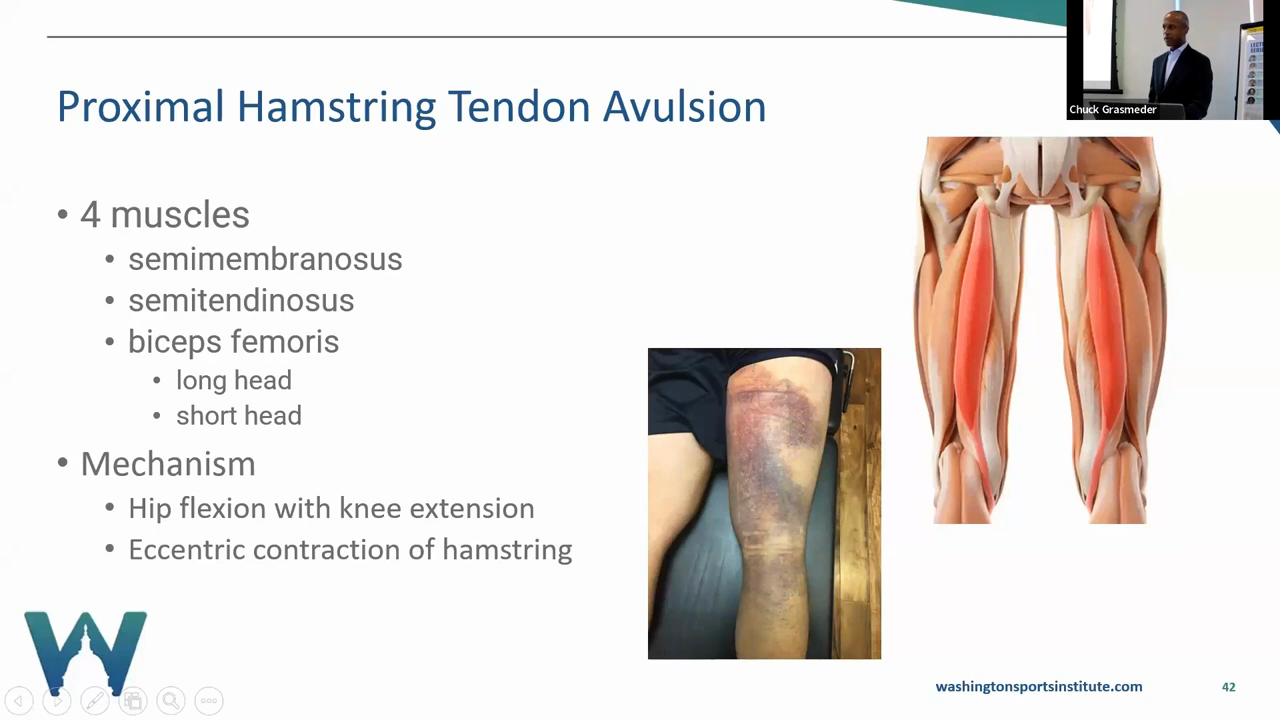 Proximal Hamstring Tendon Avulsion
Chuck Grasmeder
• 4 muscles
• semimembranosus
• semitendinosus
• biceps femoris
• long head
• short head
• Mechanism
• Hip flexion with knee extension
• Eccentric contraction of hamstring
W
washingtonsportsinstitute.com
42